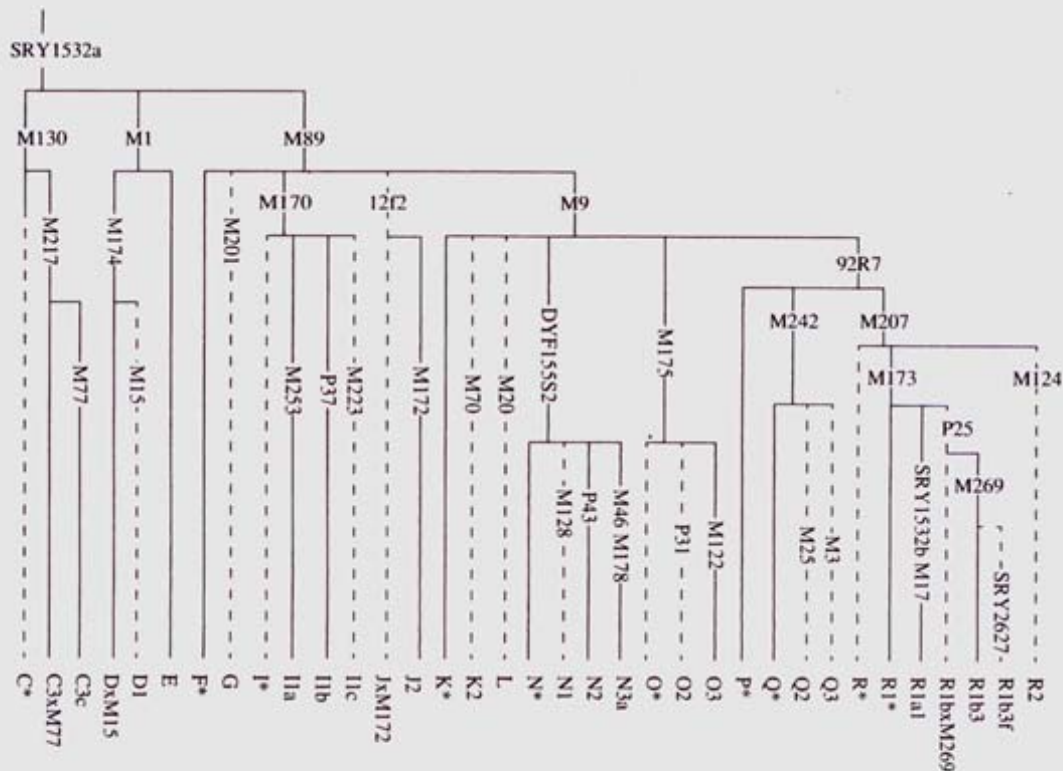 SRY1532a
M130
M1
M89
M170
12f2
M9
M217
M174
M201
92R7
DYF155S2
M175
M242
M207
M77
M15
M253
P37
M223
M172
M70
M20
M173
M124
P25
M128
P43
M46 M178
P31
M122
M25
M3
SRY1532b M17
M269
SRY2627
C*
C3xM77
C3c
DxM15
D1
E
F*
G
I*
I1a
I1b
I1c
JxM172
J2
K*
K2
L
N*
N1
N2
N3a
O*
O2
O3
P*
Q*
Q2
Q3
R*
R1*
R1a1
R1bxM269
R1b3
R1b3f
R2